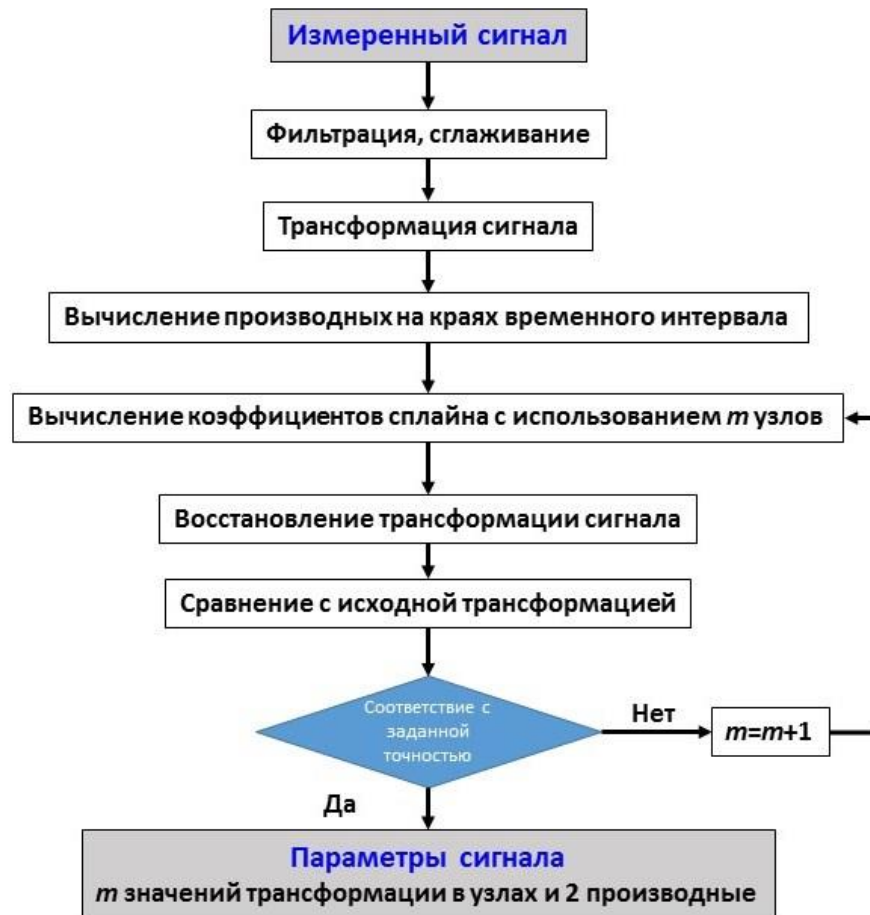 Измеренный сигнал
Фильтрация, сглаживание
Трансформация сигнала
Вычисление производных на краях временного интервала
Вычисление коэффициентов сплайна с использованием m узлов
Восстановление трансформации сигнала
Сравнение с исходной трансформацией
Соответствие с
заданной
точностью
Нет
m=m+1
Да
Параметры сигнала
m значений трансформации в узлах и 2 производные